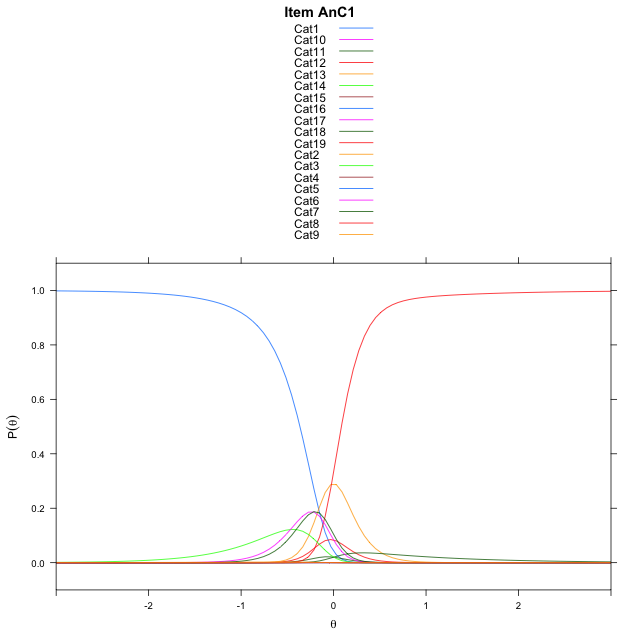 Item AnC1
Cat1
Cat10
Cat11
Cat12
Cat13
Cat14
Cat15
Cat16
Cat17
Cat18
Cat19
Cat2
Cat3
Cat4
Cat5
Cat6
Cat7
Cat8
Cat9
1.0
0.8
0.6
0.4
0.2
0.0
P(θ)
-2 -1 0 1 2
θ